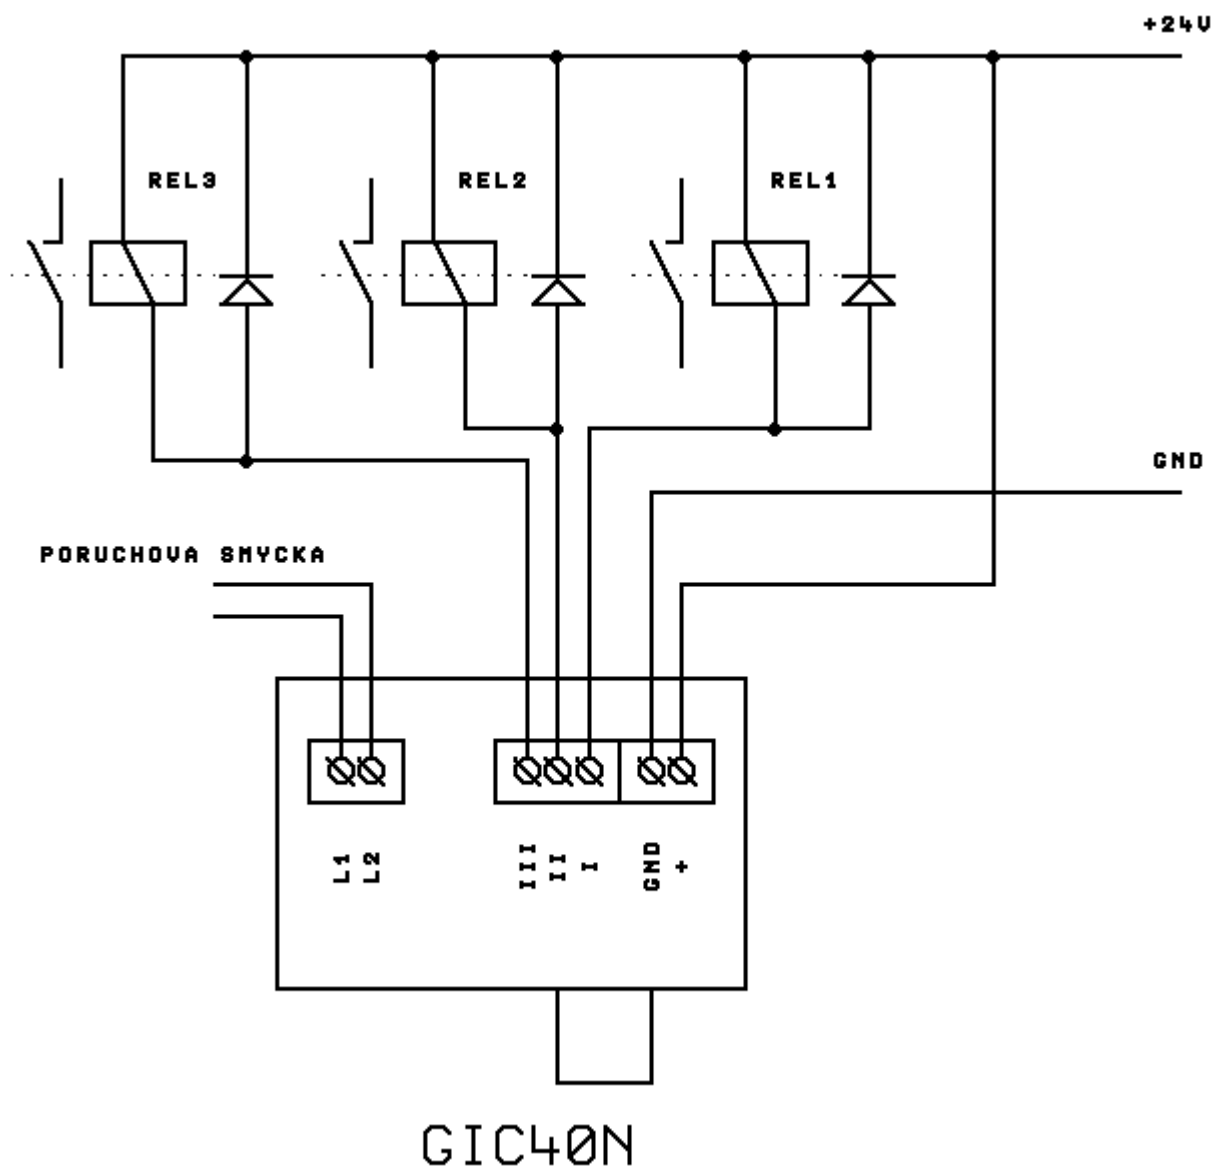 +24V
REL3
REL2
REL1
GND
PORUCHOVA SMYCKA
L1
L2
III
II
I
GND
+
GIC40N